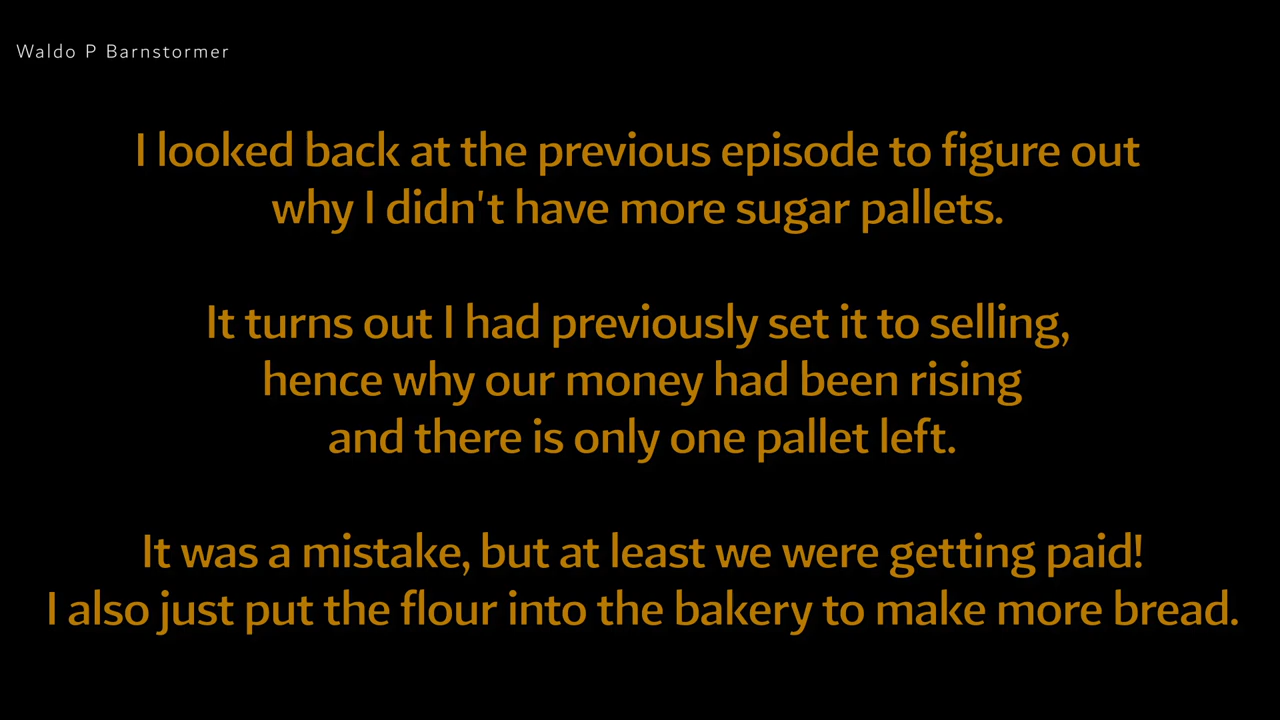 Waldo P Barnstormer
I looked back at the previous episode to figure out
why I didn't have more sugar pallets.
It turns out I had previously set it to selling,
hence why our money had been rising
and there is only one pallet left.
It was a mistake, but at least we were getting paid!
I also just put the flour into the bakery to make more bread.